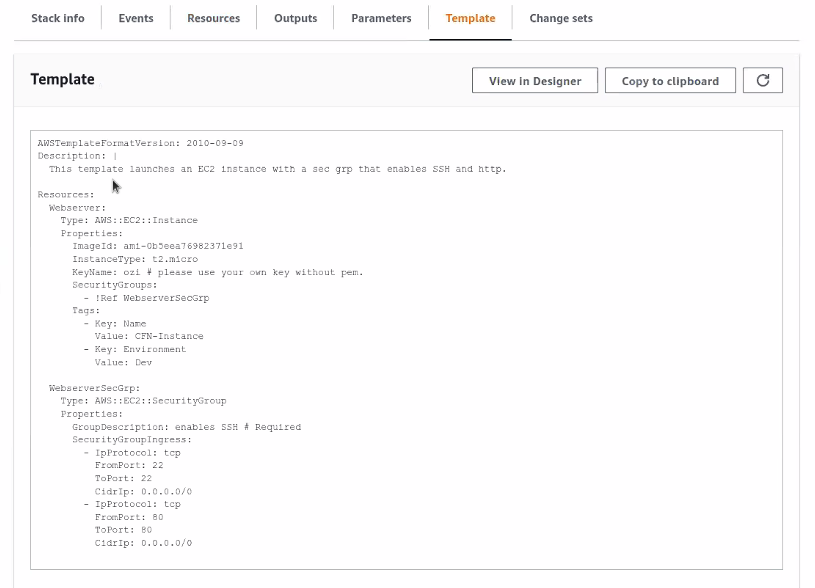 Stack info Events Resources Outputs Parameters Template Change sets
Template View in Designer Copy to clipboard
AWSTemplateFormatVersion: 2010-09-09
Description: |
  This template launches an EC2 instance with a sec grp that enables SSH and http.

Resources:
  Webserver:
    Type: AWS::EC2::Instance
    Properties:
      ImageId: ami-0b5eea76982371e91
      InstanceType: t2.micro
      KeyName: ozi # please use your own key without pem.
      SecurityGroups:
        - !Ref WebserverSecGrp
      Tags:
        - Key: Name
          Value: CFN-Instance
        - Key: Environment
          Value: Dev

  WebserverSecGrp:
    Type: AWS::EC2::SecurityGroup
    Properties:
      GroupDescription: enables SSH # Required
      SecurityGroupIngress:
        - IpProtocol: tcp
          FromPort: 22
          ToPort: 22
          CidrIp: 0.0.0.0/0
        - IpProtocol: tcp
          FromPort: 80
          ToPort: 80
          CidrIp: 0.0.0.0/0